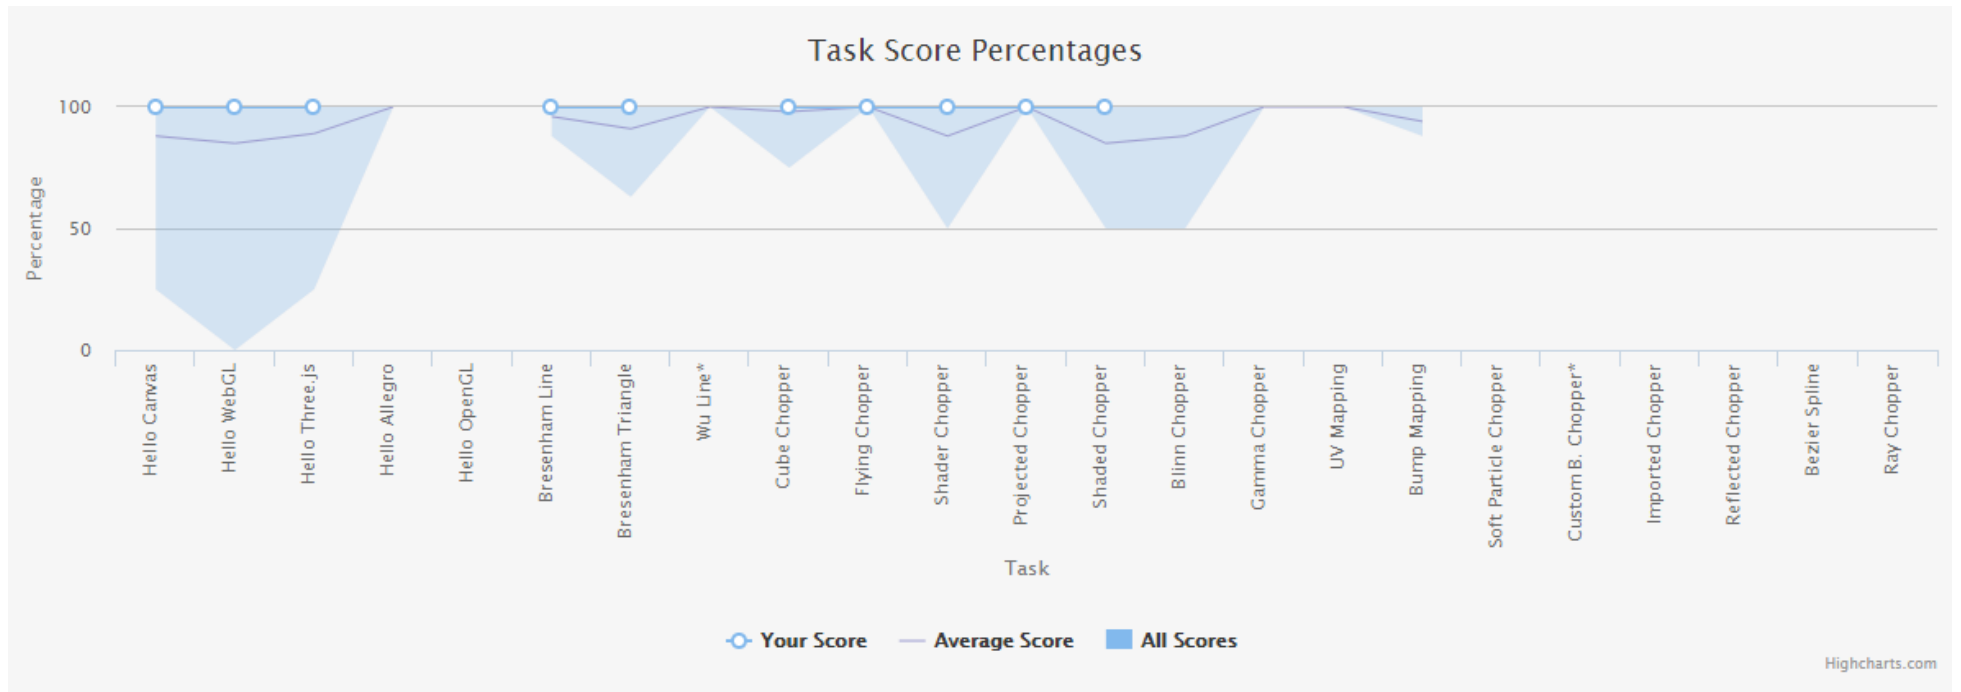 Task Score Percentages
100
50
0
Percentage
Hello Canvas
Hello WebGL
Hello Three.js
Hello Allegro
Hello OpenGL
Bresenham Line
Bresenham Triangle
Wu Line*
Cube Chopper
Flying Chopper
Shader Chopper
Projected Chopper
Shaded Chopper
Blinn Chopper
Gamma Chopper
UV Mapping
Bump Mapping
Soft Particle Chopper
Custom B. Chopper*
Imported Chopper
Reflected Chopper
Bezier Spline
Ray Chopper
Task
Your Score Average Score All Scores
Highcharts.com